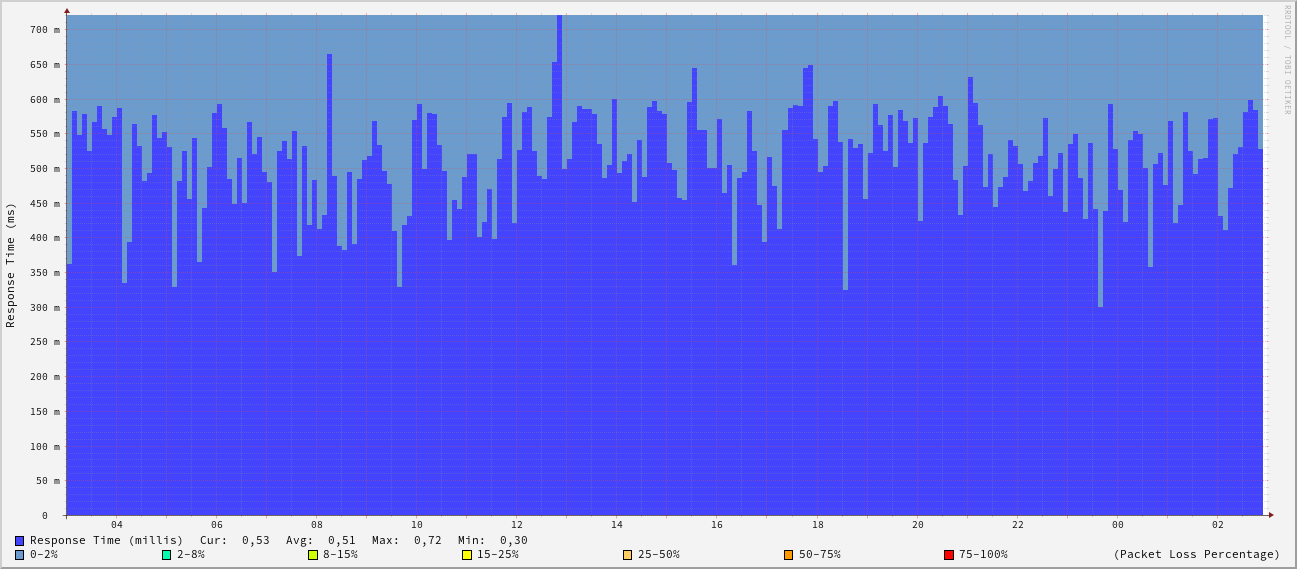 RRDTOOL / TOBI OETIKER
Response Time (ms)
700 m
650 m
600 m
550 m
500 m
450 m
400 m
350 m
300 m
250 m
200 m
150 m
100 m
50 m
0
04 06 08 10 12 14 16 18 20 22 00 02
Response Time (millis) Cur: 0,53 Avg: 0,51 Max: 0,72 Min: 0,30
0-2% 2-8% 8-15% 15-25% 25-50% 50-75% 75-100% (Packet Loss Percentage)